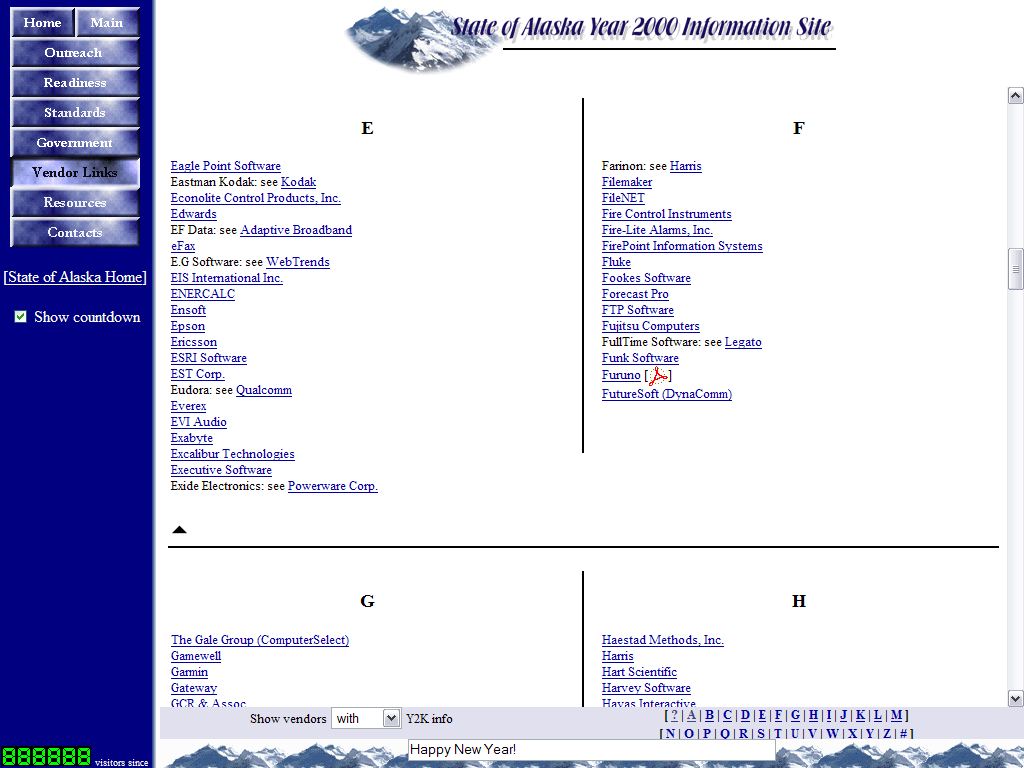 Home Main
Outreach
Readiness
Standards
Government
Vendor Links
Resources
Contacts
[State of Alaska Home]
Show countdown
888888 visitors since
State of Alaska Year 2000 Information Site
E
Eagle Point Software
Eastman Kodak: see Kodak
Econolite Control Products, Inc.
Edwards
EF Data: see Adaptive Broadband
eFax
E.G Software: see WebTrends
EIS International Inc.
ENERCALC
Ensoft
Epson
Ericsson
ESRI Software
EST Corp.
Eudora: see Qualcomm
Everex
EVI Audio
Exabyte
Excalibur Technologies
Executive Software
Exide Electronics: see Powerware Corp.
F
Farinon: see Harris
Filemaker
FileNET
Fire Control Instruments
Fire-Lite Alarms, Inc.
FirePoint Information Systems
Fluke
Fookes Software
Forecast Pro
FTP Software
Fujitsu Computers
FullTime Software: see Legato
Funk Software
Furuno [ ]
FutureSoft (DynaComm)
G
The Gale Group (ComputerSelect)
Gamewell
Garmin
Gateway
GCR & Assoc
H
Haestad Methods, Inc.
Harris
Hart Scientific
Harvey Software
Havas Interactive
Show vendors with Y2K info
[ ? | A | B | C | D | E | F | G | H | I | J | K | L | M ]
[ N | O | P | Q | R | S | T | U | V | W | X | Y | Z | # ]
Happy New Year!